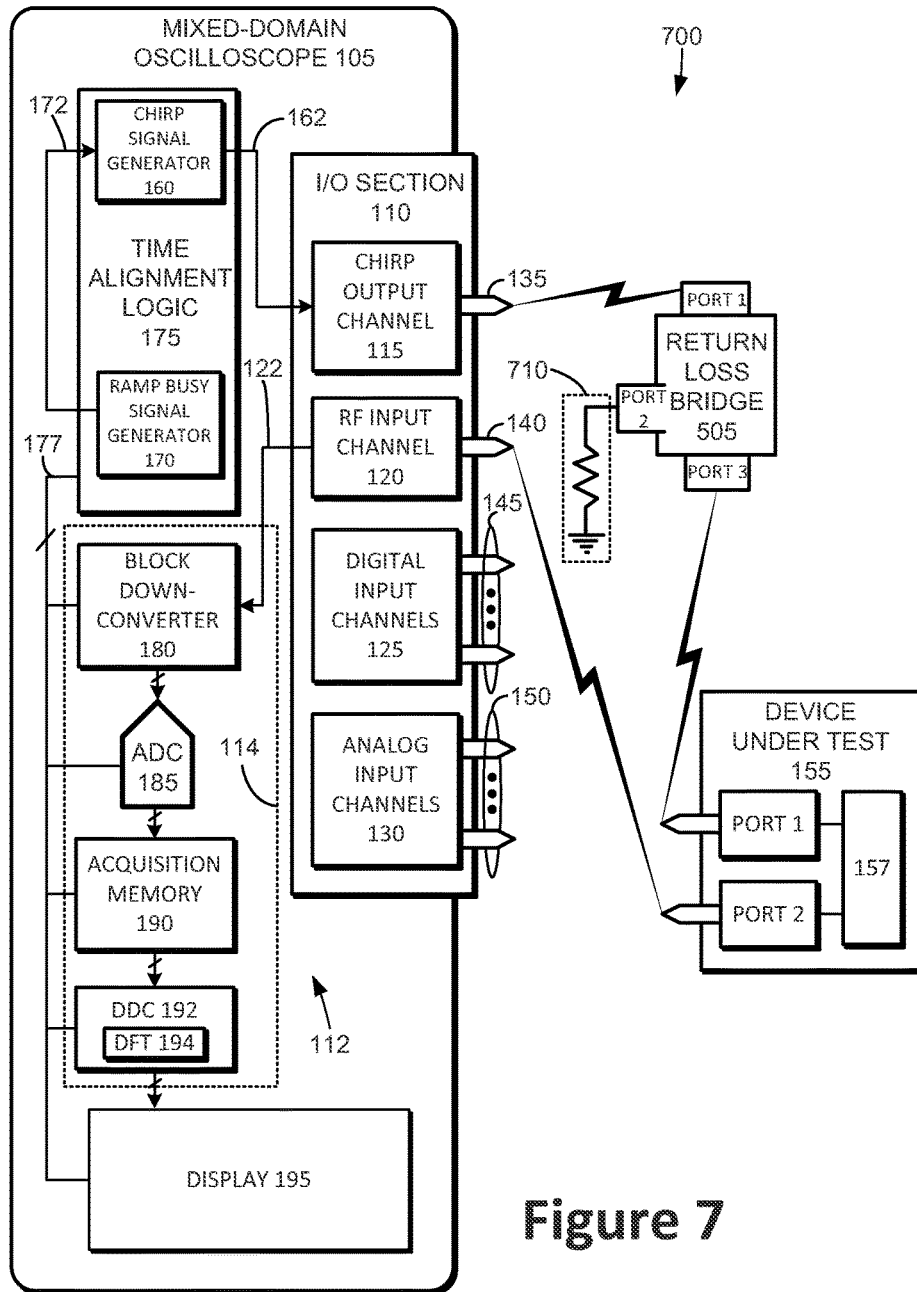 MIXED-DOMAIN
OSCILLOSCOPE 105
700
172
CHIRP
SIGNAL
GENERATOR
160
162
TIME
ALIGNMENT
LOGIC
175
RAMP BUSY
SIGNAL
GENERATOR
170
177
122
I/O SECTION
110
CHIRP
OUTPUT
CHANNEL
115
135
RF INPUT
CHANNEL
120
140
145
DIGITAL
INPUT
CHANNELS
125
150
ANALOG
INPUT
CHANNELS
130
PORT 1
RETURN
LOSS
BRIDGE
505
710
PORT
2
PORT 3
BLOCK
DOWN-
CONVERTER
180
ADC
185
114
ACQUISITION
MEMORY
190
DDC 192
DFT 194
112
DISPLAY 195
DEVICE
UNDER TEST
155
PORT 1
PORT 2
157
Figure 7